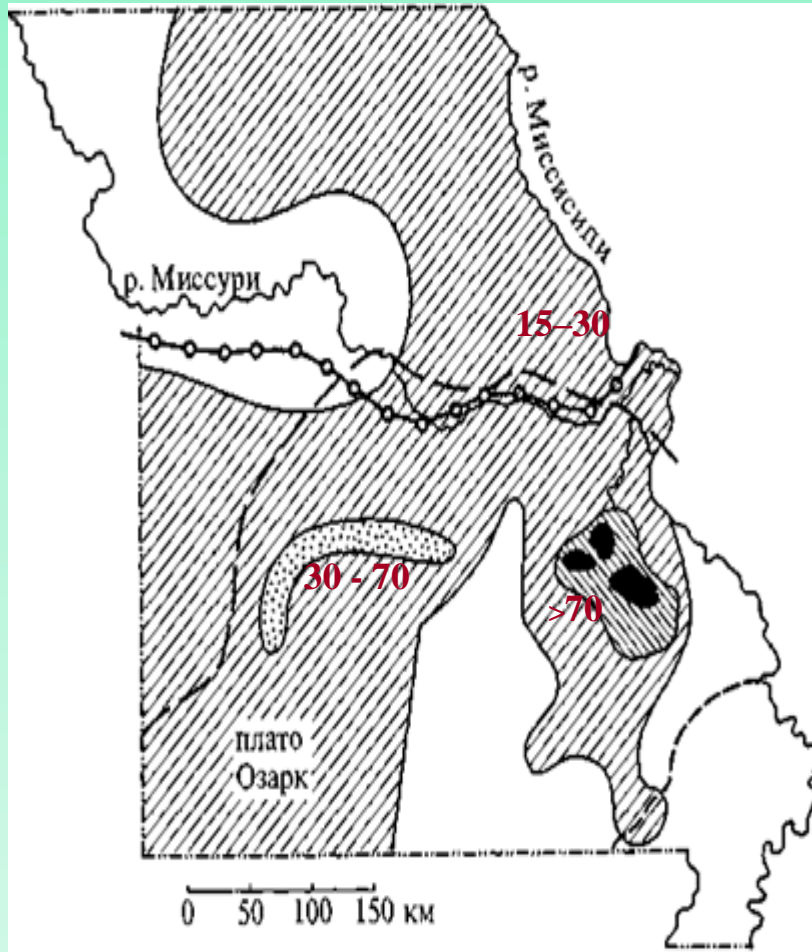 р. Миссисипи
р. Миссури
15–30
30 - 70
>70
плато
Озарк
0 50 100 150 км